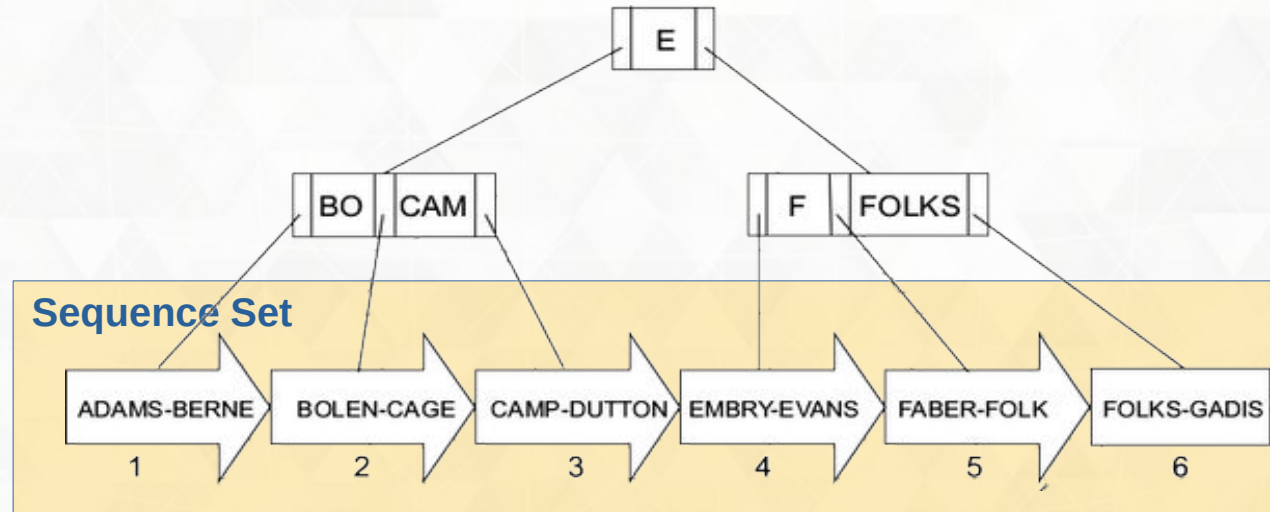 E
BO CAM F FOLKS
Sequence Set
ADAMS-BERNE BOLEN-CAGE CAMP-DUTTON EMBRY-EVANS FABER-FOLK FOLKS-GADIS
1 2 3 4 5 6